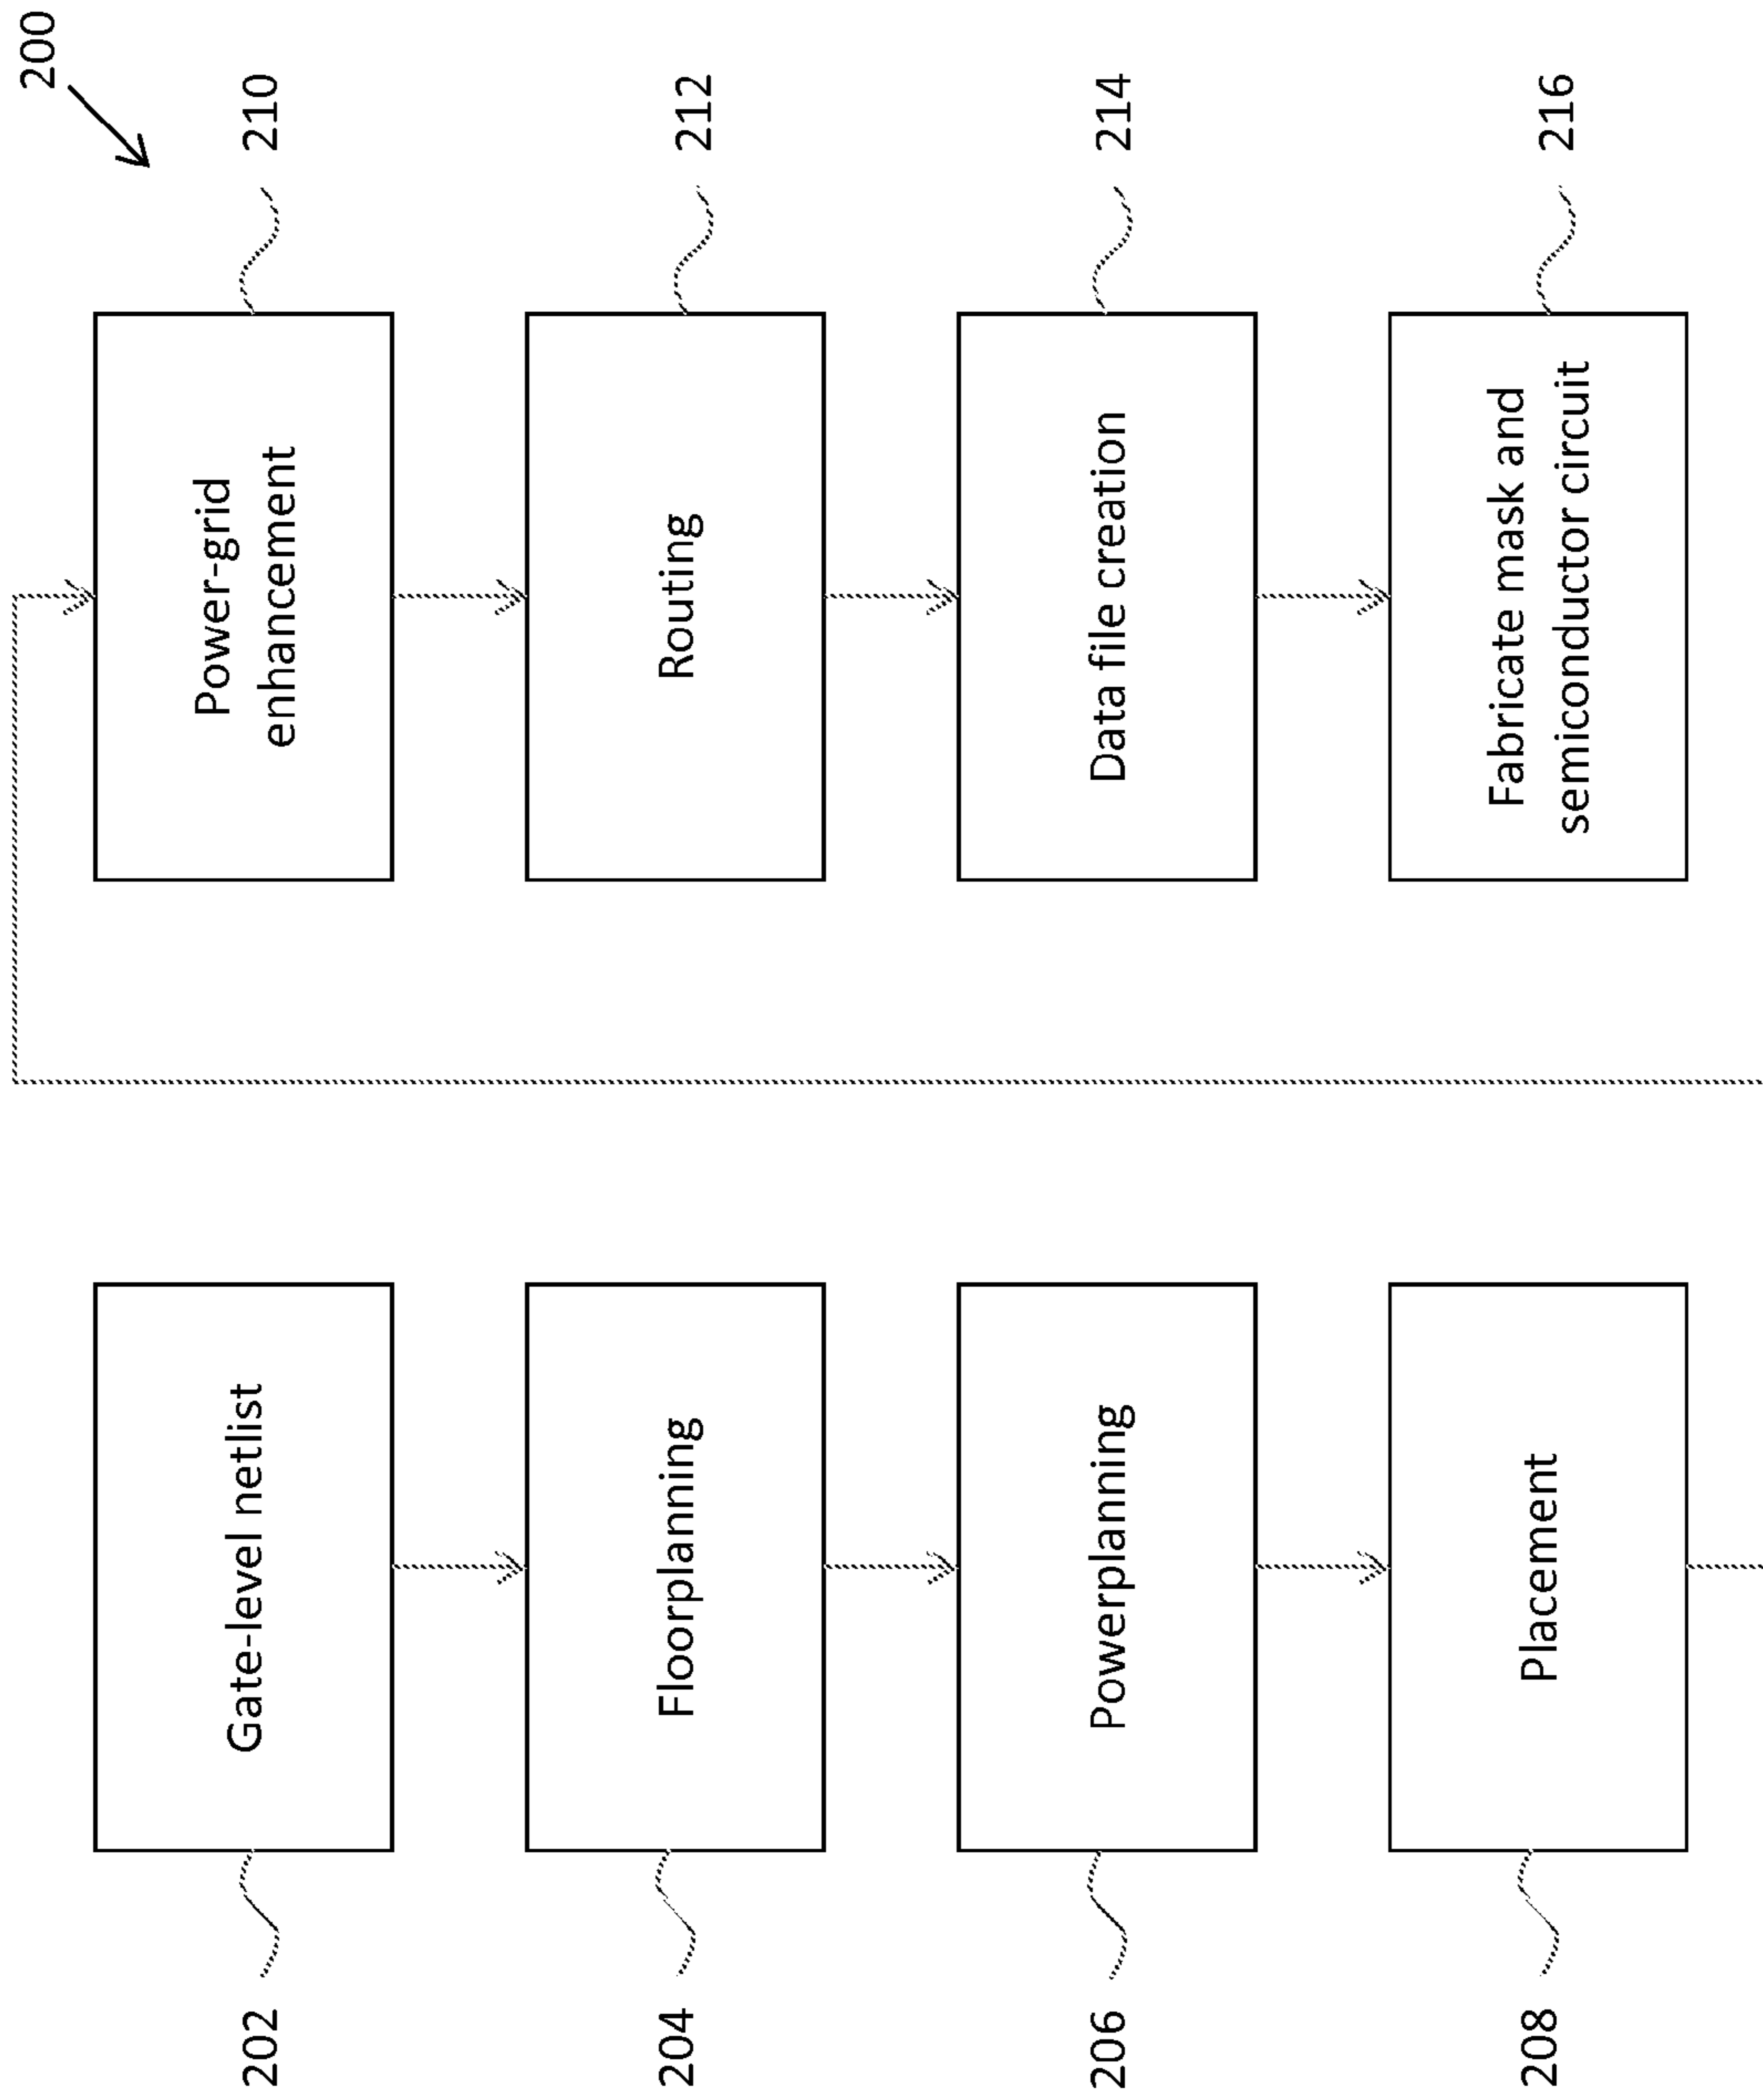 200
202
Gate-level netlist
204
Floorplanning
206
Powerplanning
208
Placement
Power-grid
enhancement
210
Routing
212
Data file creation
214
Fabricate mask and
semiconductor circuit
216